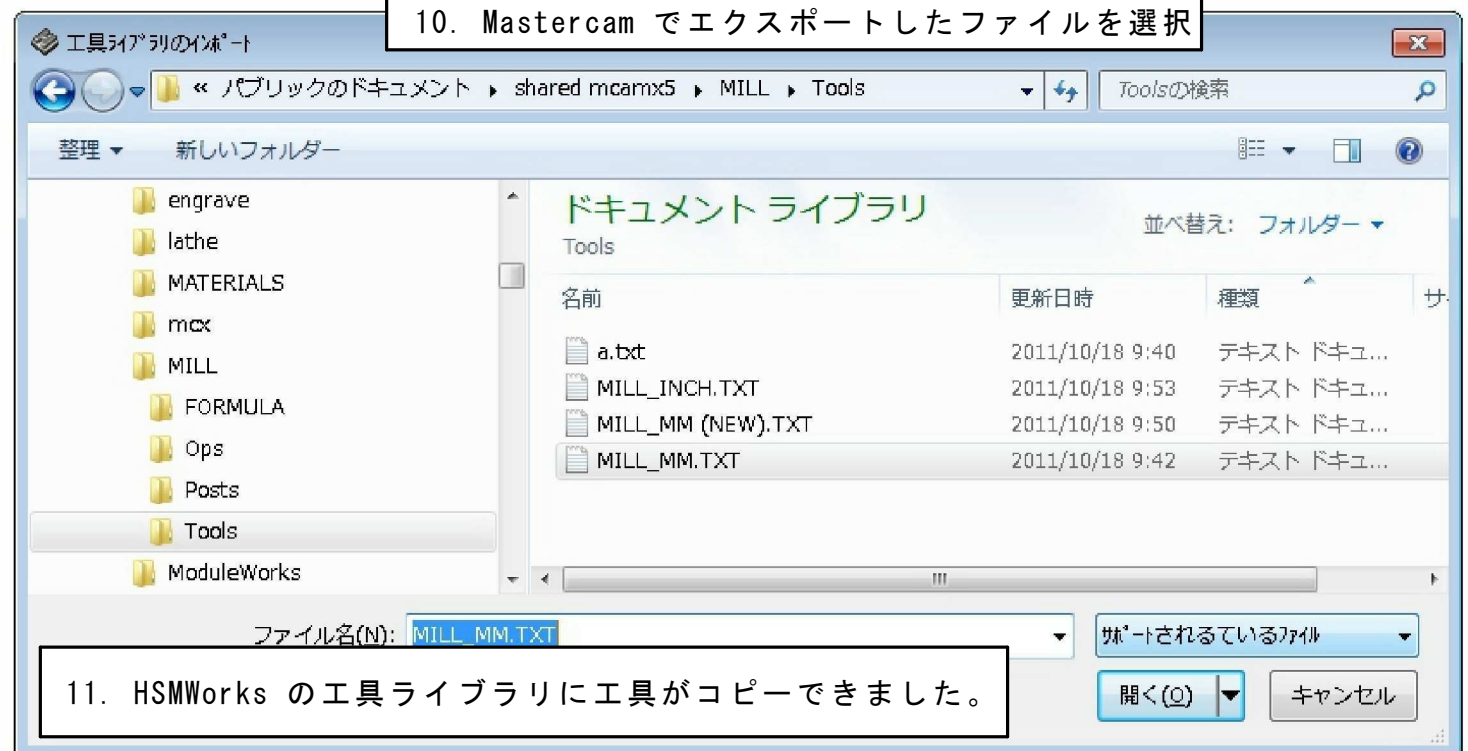 10. Mastercam でエクスポートしたファイルを選択
工具ライブラリのインポート
« パブリックのドキュメント ▸ shared mcamx5 ▸ MILL ▸ Tools
Toolsの検索
整理 ▼ 新しいフォルダー
engrave
lathe
MATERIALS
mcx
MILL
FORMULA
Ops
Posts
Tools
ModuleWorks
ドキュメント ライブラリ
Tools
並べ替え: フォルダー ▼
名前 更新日時 種類 サ
a.txt 2011/10/18 9:40 テキスト ドキュ...
MILL_INCH.TXT 2011/10/18 9:53 テキスト ドキュ...
MILL_MM (NEW).TXT 2011/10/18 9:50 テキスト ドキュ...
MILL_MM.TXT 2011/10/18 9:42 テキスト ドキュ...
ファイル名(N): MILL_MM.TXT
サポートされるているファイル
11. HSMWorks の工具ライブラリに工具がコピーできました。
開く(O) キャンセル